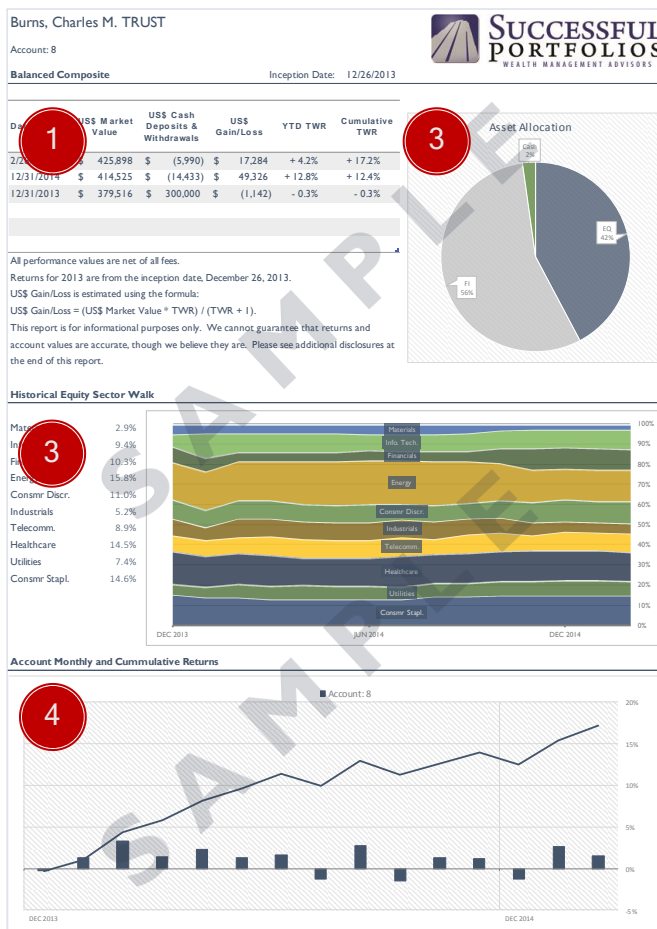 Burns, Charles M. TRUST
SUCCESSFUL
PORTFOLIOS
WEALTH MANAGEMENT ADVISORS
Account: 8
Balanced Composite Inception Date: 12/26/2013
US$ Market Value US$ Cash Deposits & Withdrawals US$ Gain/Loss YTD TWR Cumulative TWR
1
$ 425,898 $ (5,990) $ 17,284 + 4.2% + 17.2%
12/31/2014 $ 414,525 $ (14,433) $ 49,326 + 12.8% + 12.4%
12/31/2013 $ 379,516 $ 300,000 $ (1,142) - 0.3% - 0.3%
All performance values are net of all fees.
Returns for 2013 are from the inception date, December 26, 2013.
US$ Gain/Loss is estimated using the formula:
US$ Gain/Loss = (US$ Market Value * TWR) / (TWR + 1).
This report is for informational purposes only. We cannot guarantee that returns and
account values are accurate, though we believe they are. Please see additional disclosures at
the end of this report.
3
Asset Allocation
Cash
2%
EQ
42%
FI
56%
SAMPLE
Historical Equity Sector Walk
3
2.9%
9.4%
10.3%
15.8%
Consmr Discr. 11.0%
Industrials 5.2%
Telecomm. 8.9%
Healthcare 14.5%
Utilities 7.4%
Consmr Stapl. 14.6%
Materials
Info. Tech.
Financials
Energy
Consmr Discr.
Industrials
Telecomm.
Healthcare
Utilities
Consmr Stapl.
100%
90%
80%
70%
60%
50%
40%
30%
20%
10%
0%
DEC 2013 JUN 2014 DEC 2014
SAMPLE
Account Monthly and Cummulative Returns
4
Account: 8
20%
15%
10%
5%
0%
-5%
DEC 2013 DEC 2014